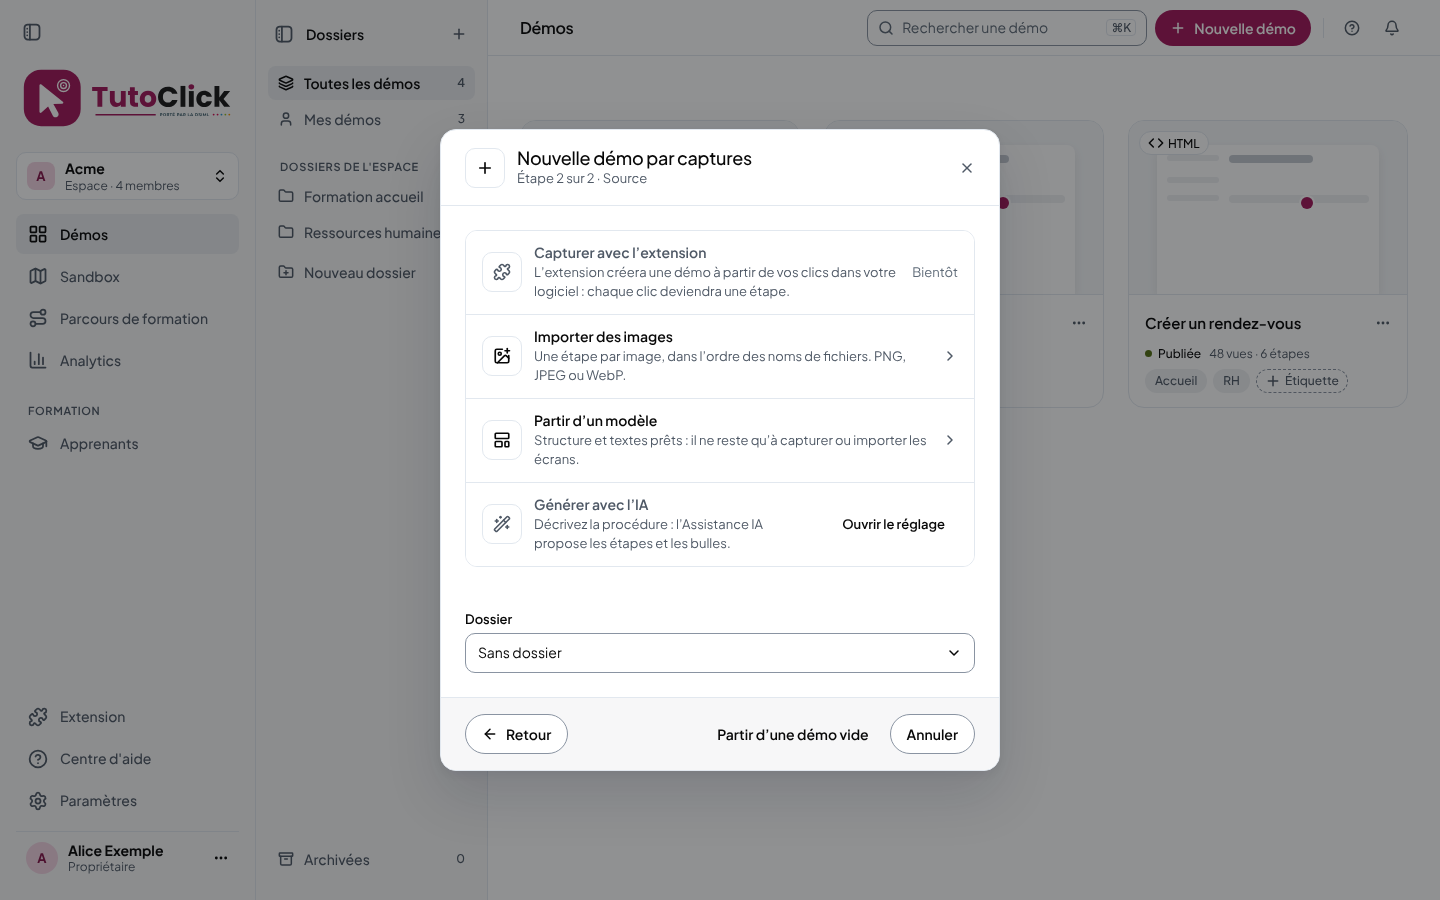 TutoClick
PORTÉ PAR LA DSINL
A
Acme
Espace · 4 membres
Démos
Sandbox
Parcours de formation
Analytics
FORMATION
Apprenants
Extension
Centre d'aide
Paramètres
A
Alice Exemple
Propriétaire
Dossiers
Toutes les démos 4
Mes démos 3
DOSSIERS DE L'ESPACE
Formation accueil
Ressources humaine
Nouveau dossier
Archivées 0
Démos
Rechercher une démo ⌘K
Nouvelle démo
HTML
Créer un rendez-vous
Publiée 48 vues · 6 étapes
Accueil RH Étiquette
Nouvelle démo par captures
Étape 2 sur 2 · Source
Capturer avec l’extension
L’extension créera une démo à partir de vos clics dans votre
logiciel : chaque clic deviendra une étape.
Bientôt
Importer des images
Une étape par image, dans l’ordre des noms de fichiers. PNG,
JPEG ou WebP.
Partir d’un modèle
Structure et textes prêts : il ne reste qu’à capturer ou importer les
écrans.
Générer avec l’IA
Décrivez la procédure : l’Assistance IA
propose les étapes et les bulles.
Ouvrir le réglage
Dossier
Sans dossier
Retour
Partir d’une démo vide
Annuler